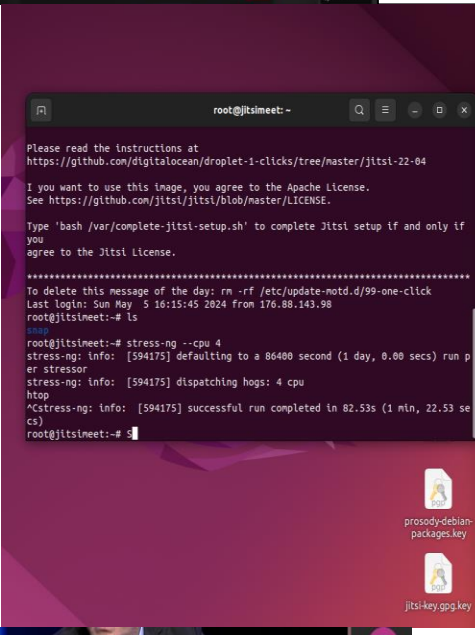 root@jitsimeet: ~
Please read the instructions at
https://github.com/digitalocean/droplet-1-clicks/tree/master/jitsi-22-04
I you want to use this image, you agree to the Apache License.
See https://github.com/jitsi/jitsi/blob/master/LICENSE.
Type 'bash /var/complete-jitsi-setup.sh' to complete Jitsi setup if and only if
you
agree to the Jitsi License.
********************************************************************************
To delete this message of the day: rm -rf /etc/update-motd.d/99-one-click
Last login: Sun May  5 16:15:45 2024 from 176.88.143.98
root@jitsimeet:~# ls
snap
root@jitsimeet:~# stress-ng --cpu 4
stress-ng: info:  [594175] defaulting to a 86400 second (1 day, 0.00 secs) run p
er stressor
stress-ng: info:  [594175] dispatching hogs: 4 cpu
htop
^Cstress-ng: info:  [594175] successful run completed in 82.53s (1 min, 22.53 se
cs)
root@jitsimeet:~# S
pgp
prosody-debian-
packages.key
pgp
jitsi-key.gpg.key